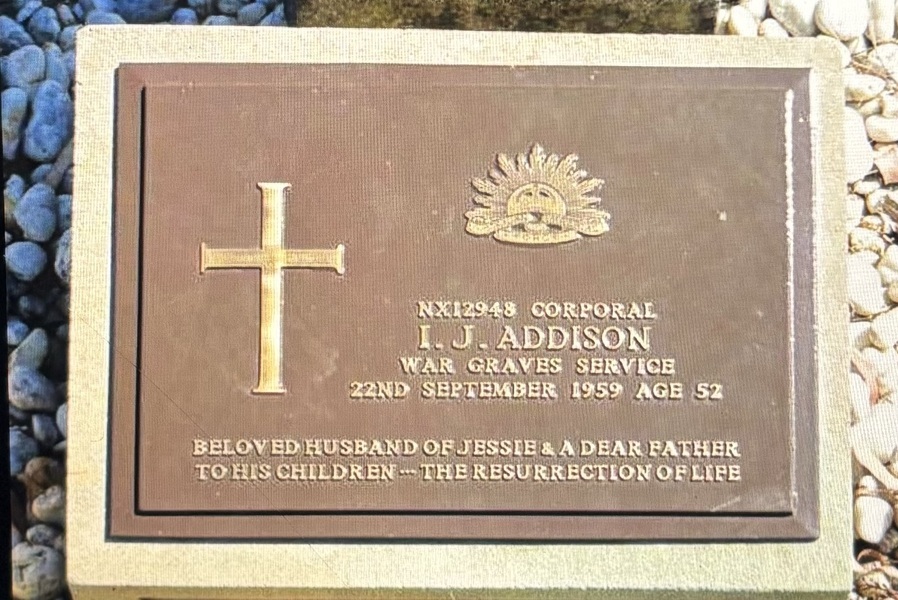 NX12948 CORPORAL
I. J. ADDISON
WAR GRAVES SERVICE
22ND SEPTEMBER 1959 AGE 52
BELOVED HUSBAND OF JESSIE & A DEAR FATHER
TO HIS CHILDREN --- THE RESURRECTION OF LIFE